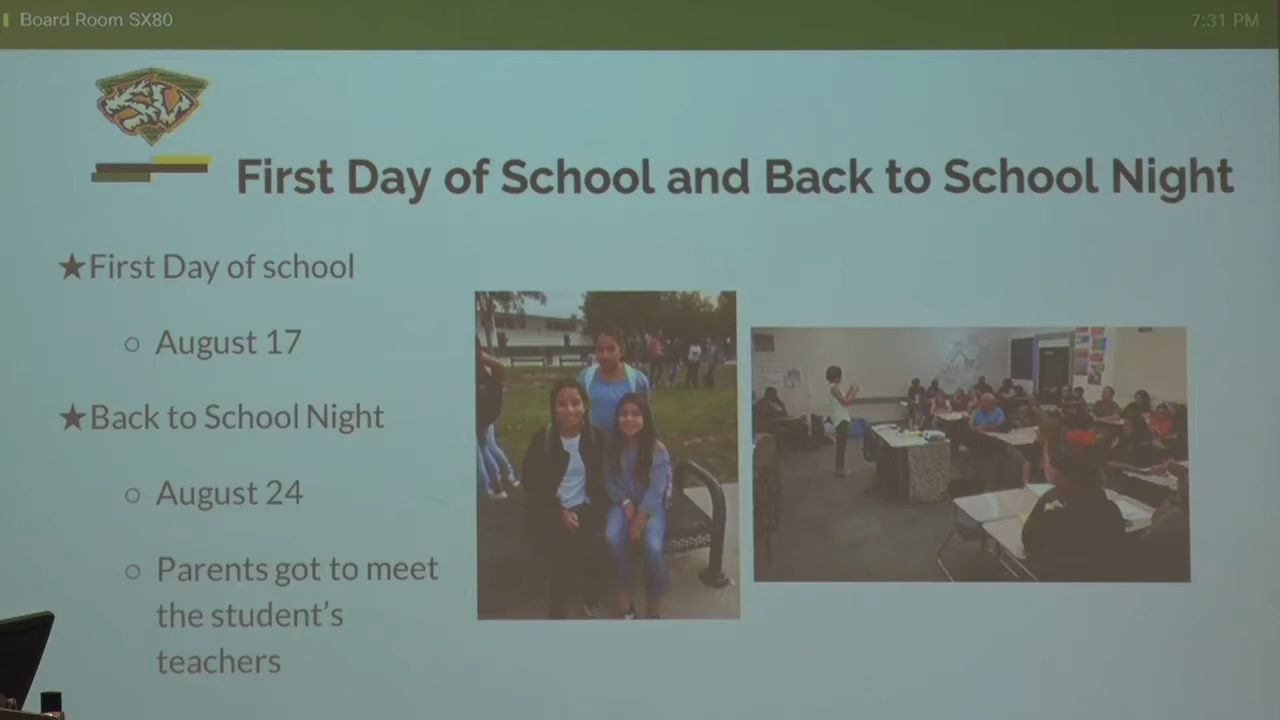 Board Room SX80
7:31 PM
First Day of School and Back to School Night
★First Day of school
○ August 17
★Back to School Night
○ August 24
○ Parents got to meet
the student's
teachers